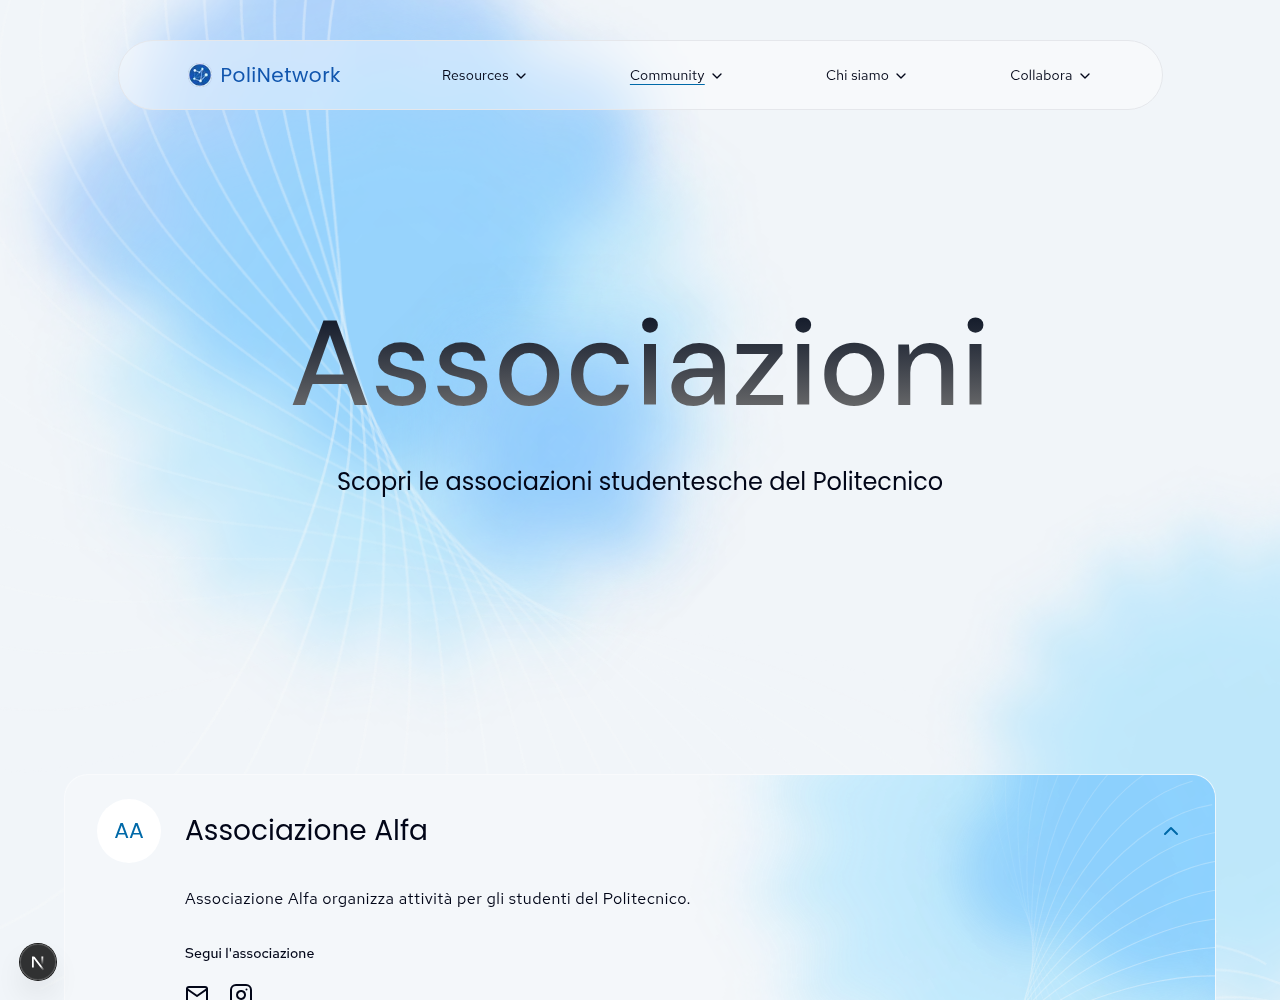 PoliNetwork
Resources
Community
Chi siamo
Collabora
Associazioni
Scopri le associazioni studentesche del Politecnico
AA
Associazione Alfa
Associazione Alfa organizza attività per gli studenti del Politecnico.
Segui l'associazione
N